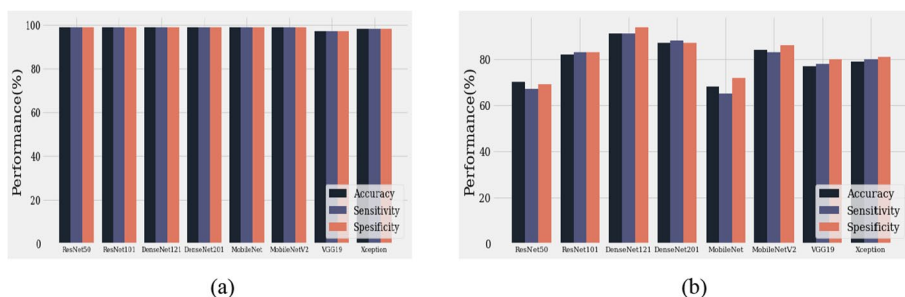 Performance(%)
100
80
60
40
20
0
ResNet50 ResNet101 DenseNet121 DenseNet201 MobileNet MobileNetV2 VGG19 Xception
Accuracy
Sensitivity
Spesificity
(a)
Performance(%)
80
60
40
20
0
ResNet50 ResNet101 DenseNet121 DenseNet201 MobileNet MobileNetV2 VGG19 Xception
Accuracy
Sensitivity
Spesificity
(b)